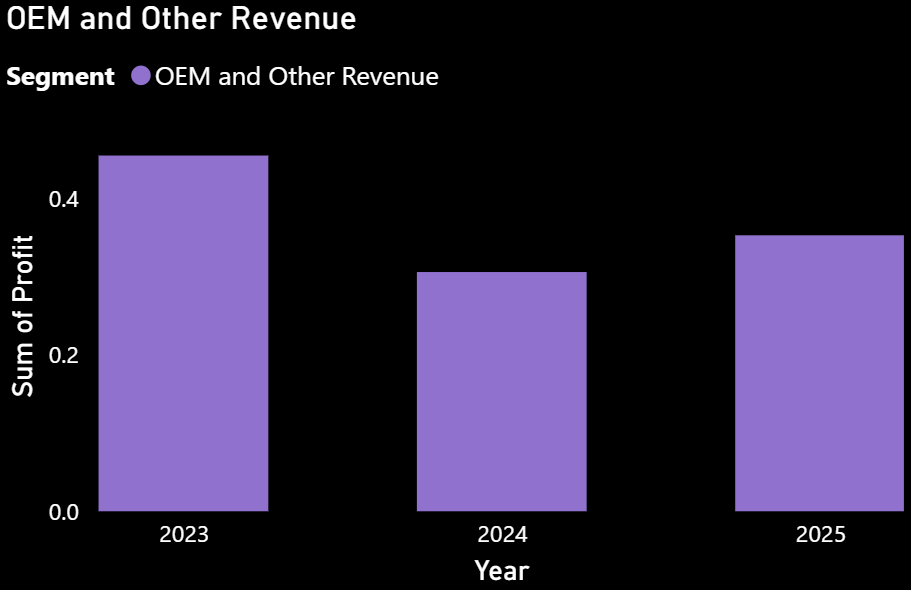 OEM and Other Revenue
Segment OEM and Other Revenue
0.4
0.2
0.0
Sum of Profit
2023 2024 2025
Year